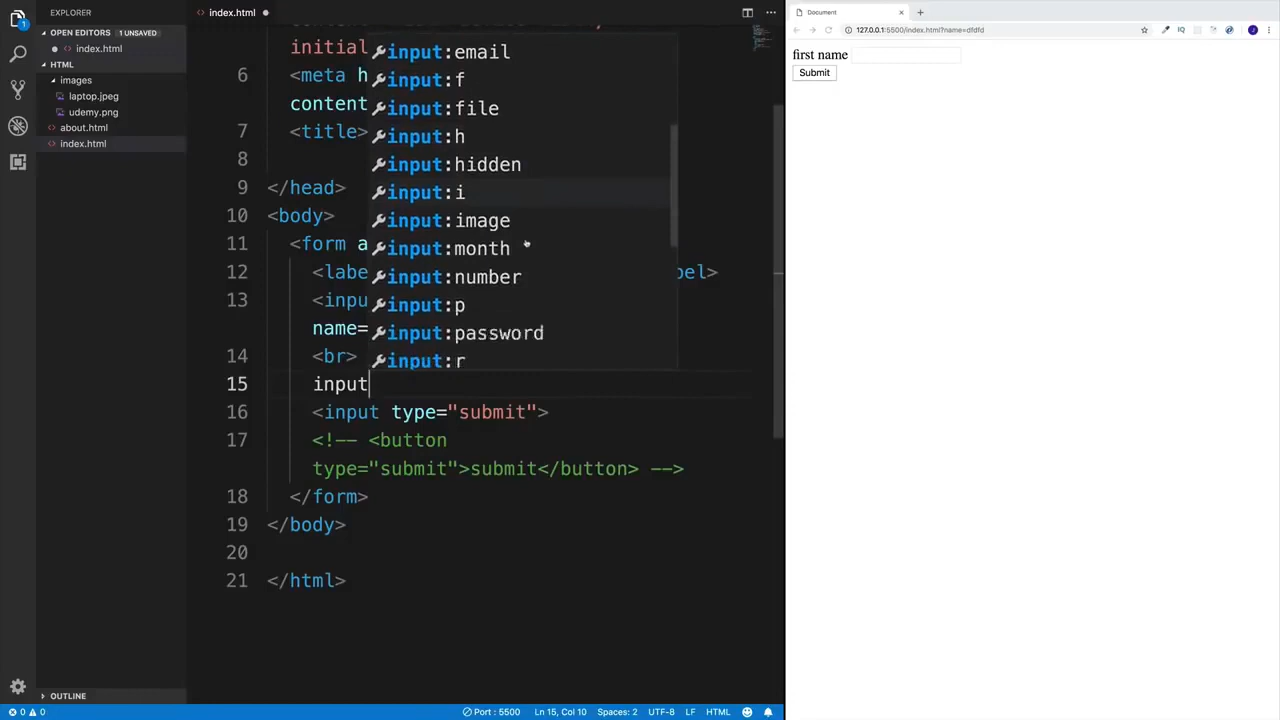 EXPLORER
index.html
OPEN EDITORS 1 UNSAVED
index.html
HTML
images
laptop.jpeg
udemy.png
about.html
index.html
OUTLINE
initial
6 <meta h
content
7 <title>
8
9 </head>
10 <body>
11 <form a
12 <labe pel>
13 <inpu
name=
14 <br>
15 input
16 <input type="submit">
17 <!-- <button
type="submit">submit</button> -->
18 </form>
19 </body>
20
21 </html>
input:email
input:f
input:file
input:h
input:hidden
input:i
input:image
input:month
input:number
input:p
input:password
input:r
0 0
Port : 5500
Ln 15, Col 10
Spaces: 2
UTF-8
LF
HTML
Document
127.0.0.1:5500/index.html?name=dfdfd
IQ
J
first name
Submit